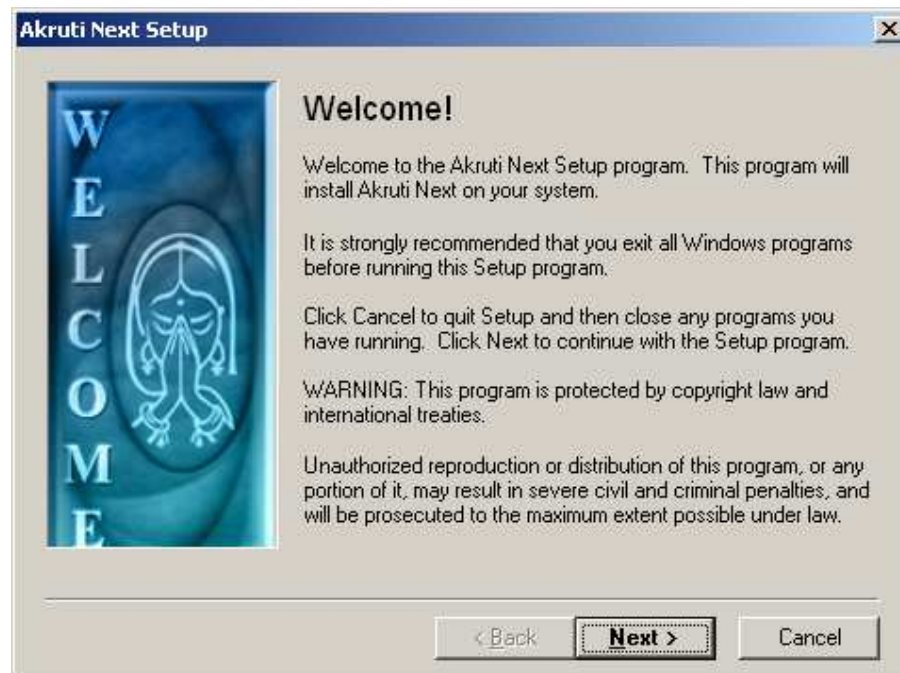 Akruti Next Setup
WELCOME
Welcome!
Welcome to the Akruti Next Setup program. This program will
install Akruti Next on your system.
It is strongly recommended that you exit all Windows programs
before running this Setup program.
Click Cancel to quit Setup and then close any programs you
have running. Click Next to continue with the Setup program.
WARNING: This program is protected by copyright law and
international treaties.
Unauthorized reproduction or distribution of this program, or any
portion of it, may result in severe civil and criminal penalties, and
will be prosecuted to the maximum extent possible under law.
< Back
Next >
Cancel